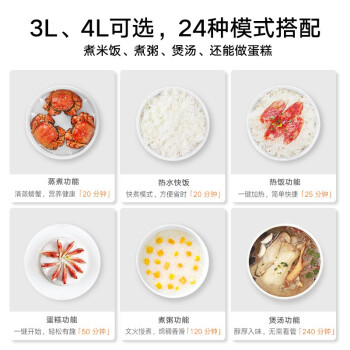 3L、4L可选，24种模式搭配
煮米饭、煮粥、煲汤、还能做蛋糕
蒸煮功能
清蒸螃蟹，营养健康「20 分钟」
热水快饭
快煮模式，方便省时「20 分钟」
热饭功能
一键加热，简单快捷「25 分钟」
蛋糕功能
一键开始，轻松有趣「50 分钟」
煮粥功能
文火慢煮，焖稠香滑「120 分钟」
煲汤功能
醇厚入味，无需看管「240 分钟」